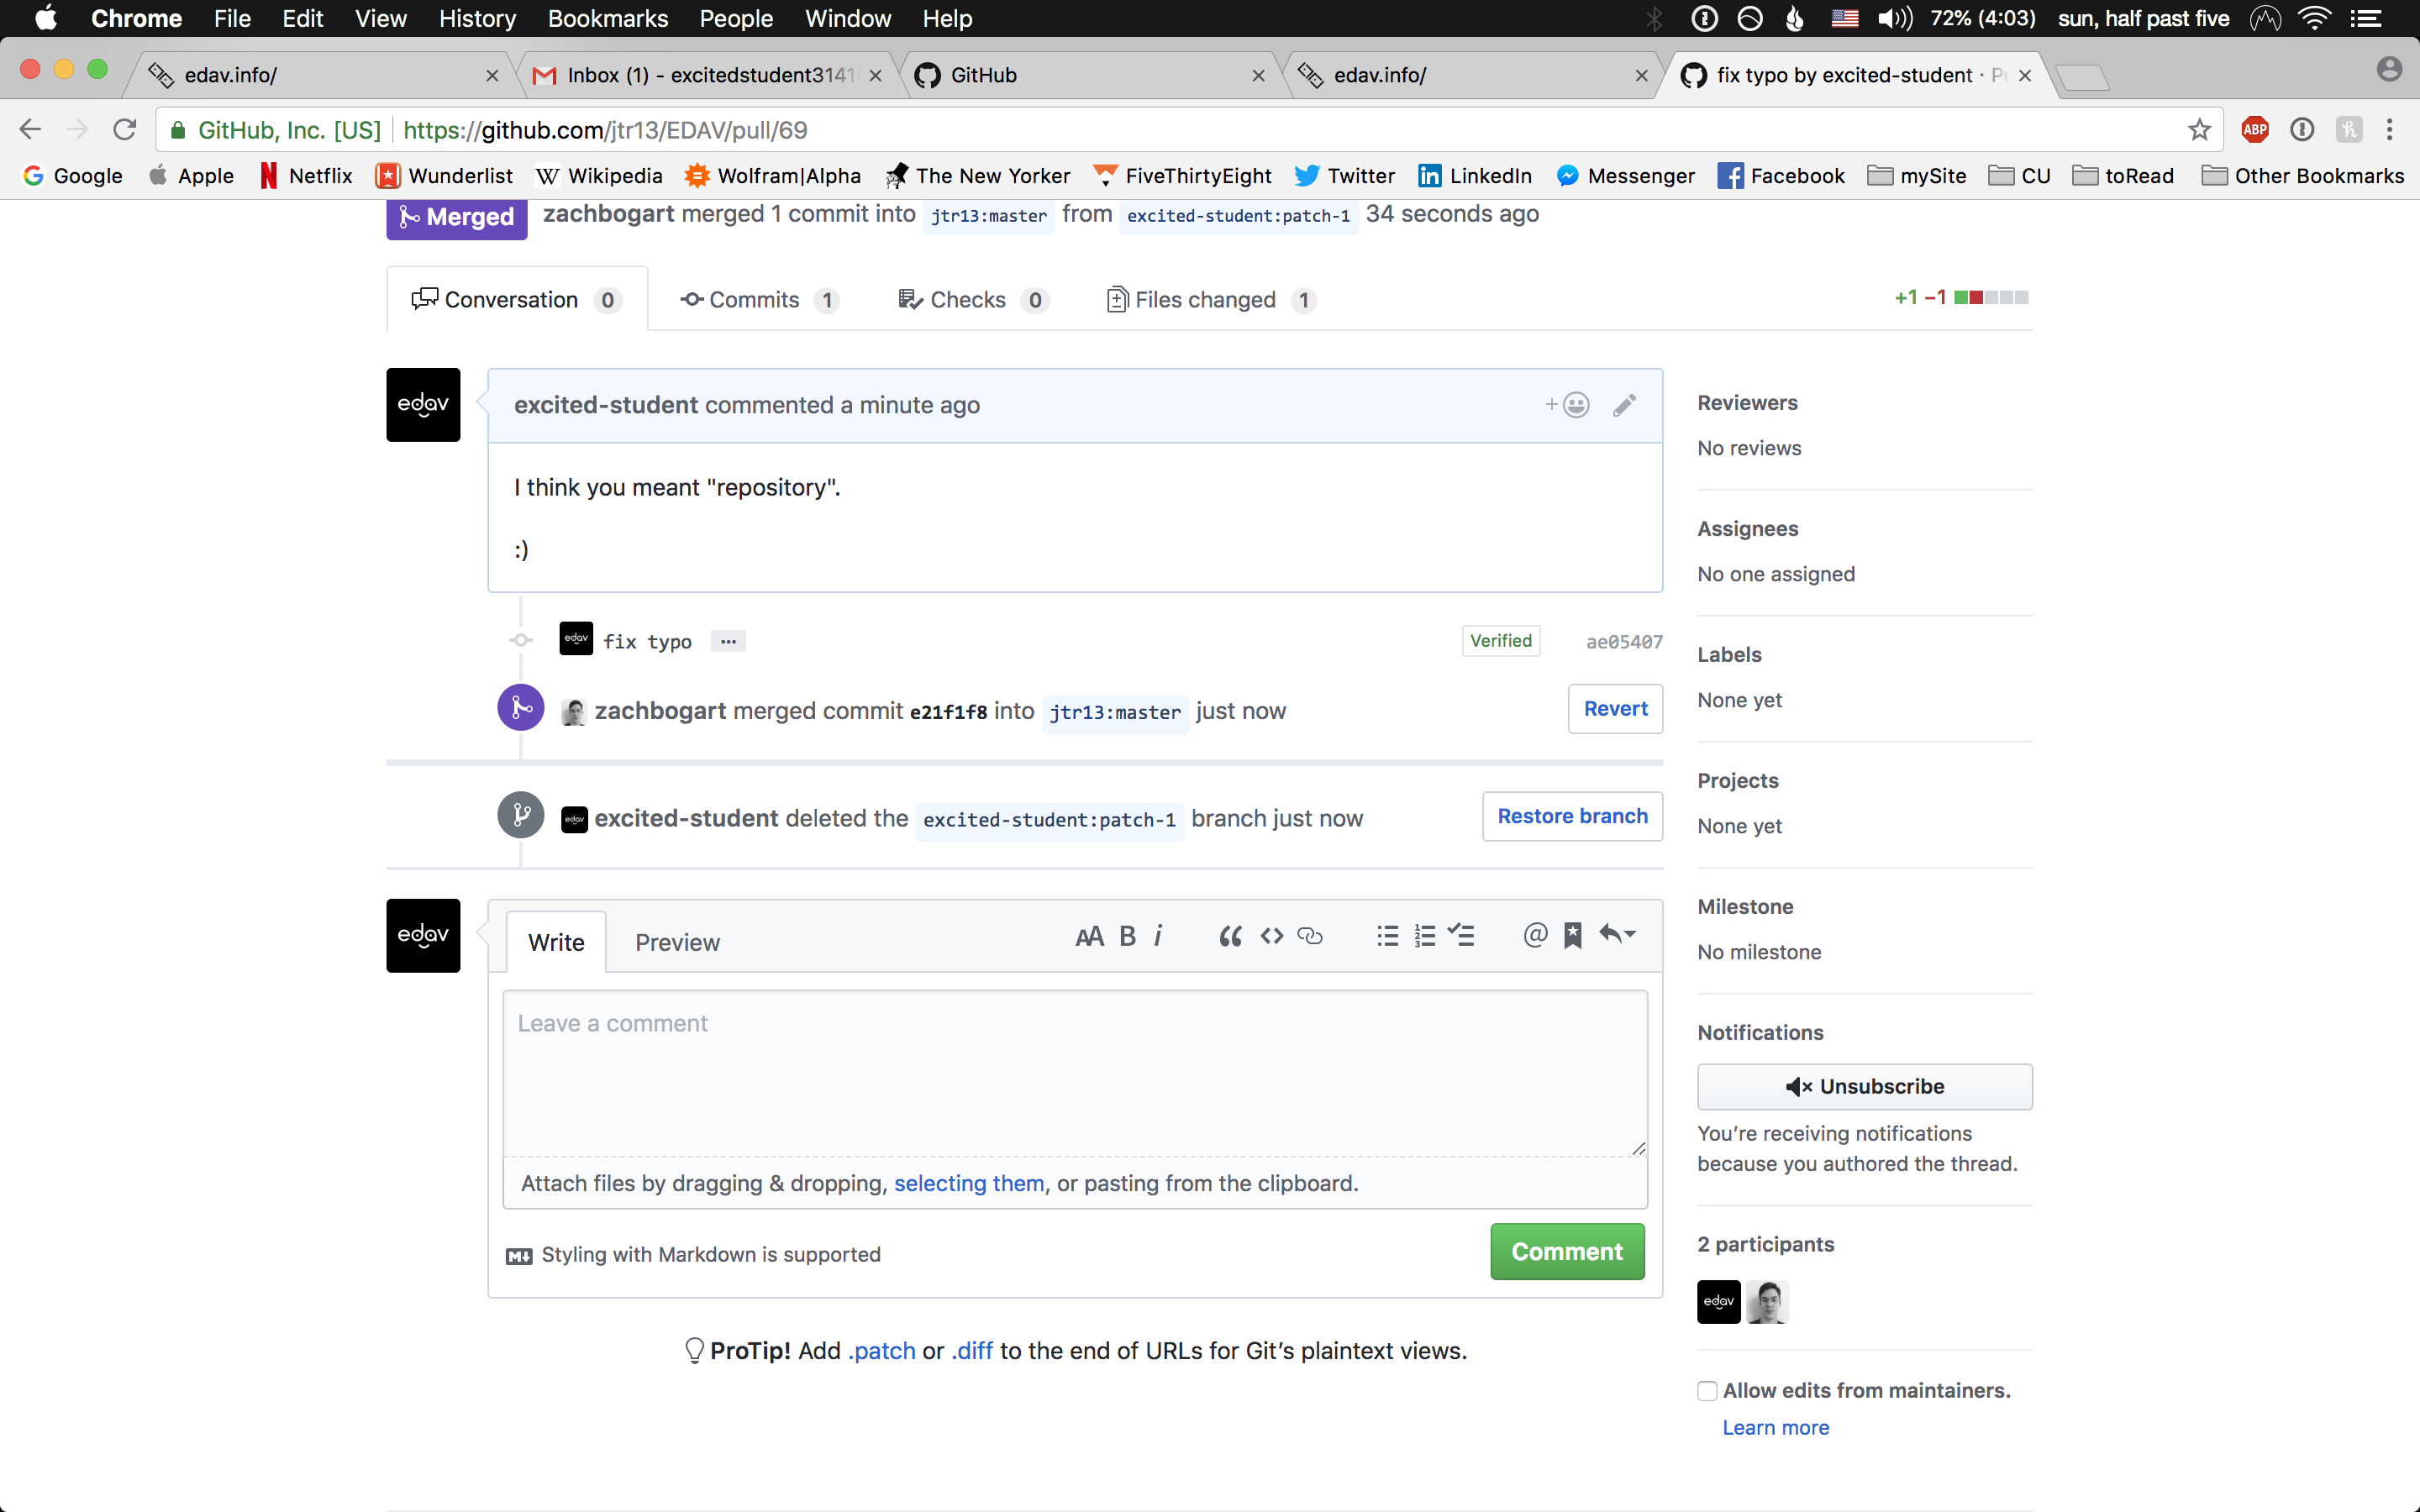 Chrome File Edit View History Bookmarks People Window Help 72% (4:03) sun, half past five
edav.info/ Inbox (1) - excitedstudent3141 GitHub edav.info/ fix typo by excited-student · Pu
GitHub, Inc. [US] https://github.com/jtr13/EDAV/pull/69 ABP
Google Apple Netflix Wunderlist Wikipedia Wolfram|Alpha The New Yorker FiveThirtyEight Twitter LinkedIn Messenger Facebook mySite CU toRead Other Bookmarks
Merged zachbogart merged 1 commit into jtr13:master from excited-student:patch-1 34 seconds ago
Conversation 0 Commits 1 Checks 0 Files changed 1 +1 −1
edav
excited-student commented a minute ago
I think you meant "repository".
:)
edav fix typo ... Verified ae05407
zachbogart merged commit e21f1f8 into jtr13:master just now Revert
edav excited-student deleted the excited-student:patch-1 branch just now Restore branch
edav
Write Preview AA B i @
Leave a comment
Attach files by dragging & dropping, selecting them, or pasting from the clipboard.
Styling with Markdown is supported Comment
ProTip! Add .patch or .diff to the end of URLs for Git’s plaintext views.
Reviewers
No reviews
Assignees
No one assigned
Labels
None yet
Projects
None yet
Milestone
No milestone
Notifications
Unsubscribe
You’re receiving notifications
because you authored the thread.
2 participants
edav
Allow edits from maintainers.
Learn more